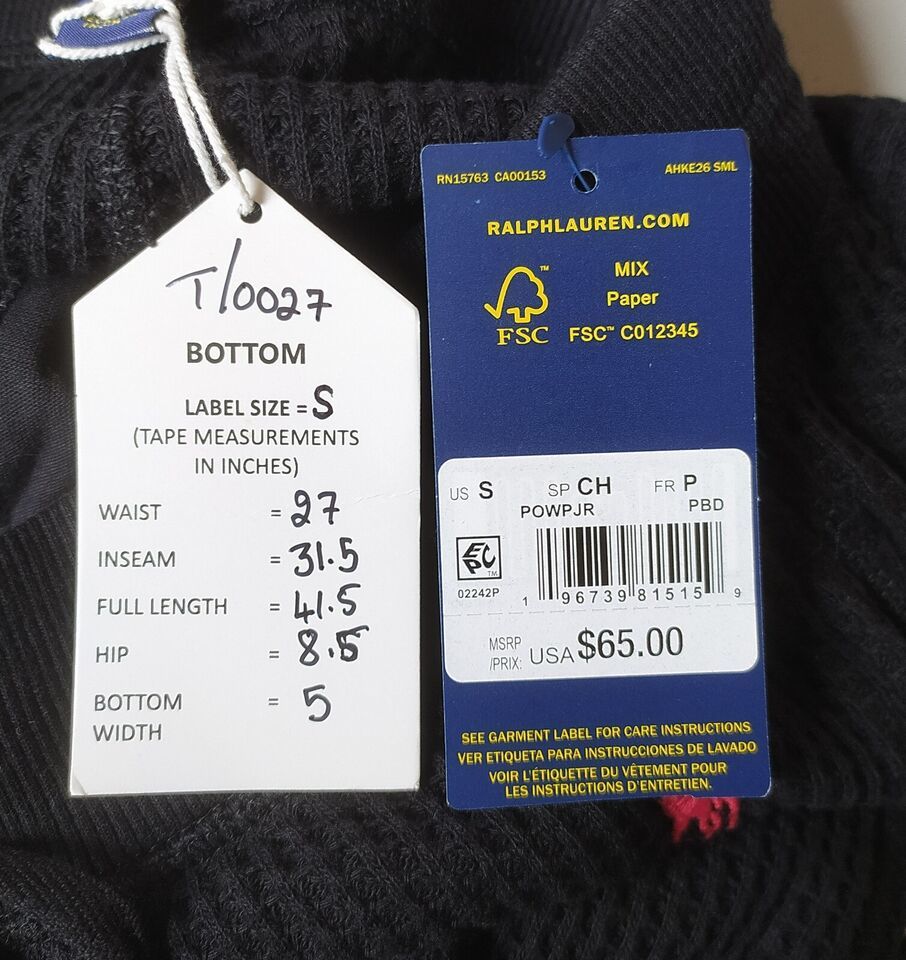 T/0027
BOTTOM
LABEL SIZE = S
(TAPE MEASUREMENTS
IN INCHES)
WAIST = 27
INSEAM = 31.5
FULL LENGTH = 41.5
HIP = 8.5
BOTTOM = 5
WIDTH
RN15763 CA00153 AHKE26 SML
RALPHLAUREN.COM
MIX
Paper
FSC™ C012345
™
FSC
US S SP CH FR P
POWPJR PBD
EPC
TM
02242P
1 96739 81515 9
MSRP
/PRIX: USA $65.00
SEE GARMENT LABEL FOR CARE INSTRUCTIONS
VER ETIQUETA PARA INSTRUCCIONES DE LAVADO
VOIR L'ÉTIQUETTE DU VÊTEMENT POUR
LES INSTRUCTIONS D'ENTRETIEN.